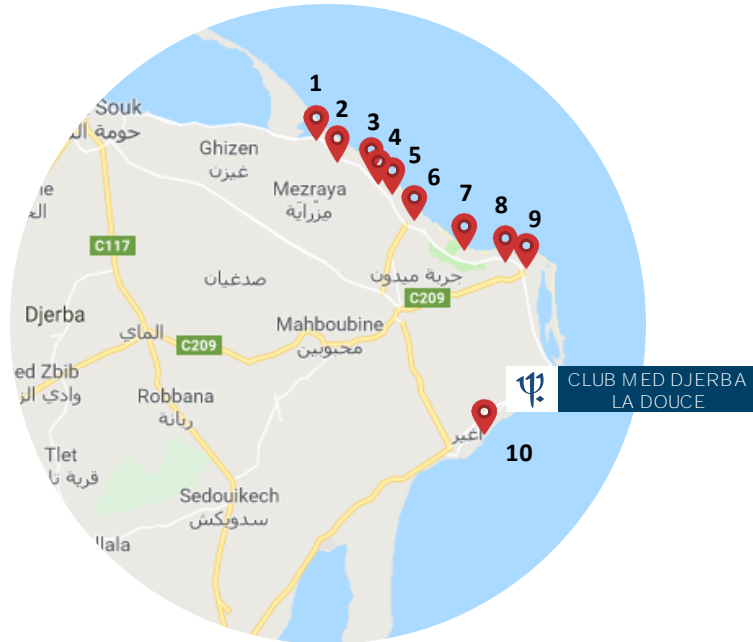 1
2
3
4
5
6
7
8
9
10
Souk
حومة
Ghizen
غيزن
Mezraya
مزراية
C117
صدغيان
جربة ميدون
C209
Djerba
الماي
C209
Mahboubine
محبوبين
ed Zbib
وادي الز
Robbana
ربانة
CLUB MED DJERBA
LA DOUCE
أغير
Tlet
قرية تا
Sedouikech
سدويكش
llala